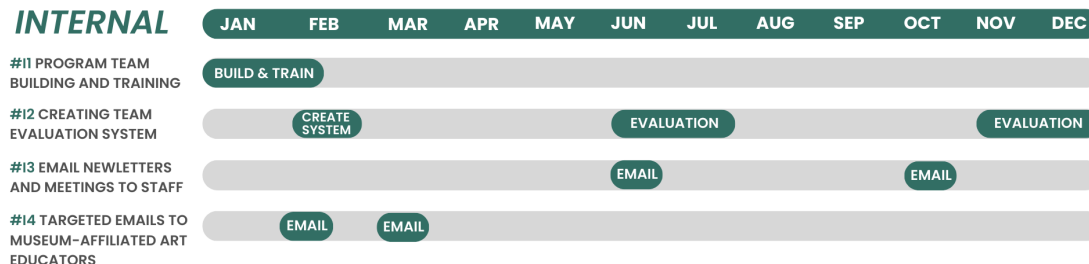 INTERNAL
JAN FEB MAR APR MAY JUN JUL AUG SEP OCT NOV DEC
#I1 PROGRAM TEAM
BUILDING AND TRAINING
BUILD & TRAIN
#I2 CREATING TEAM
EVALUATION SYSTEM
CREATE
SYSTEM
EVALUATION
EVALUATION
#I3 EMAIL NEWLETTERS
AND MEETINGS TO STAFF
EMAIL
EMAIL
#I4 TARGETED EMAILS TO
MUSEUM-AFFILIATED ART
EDUCATORS
EMAIL
EMAIL